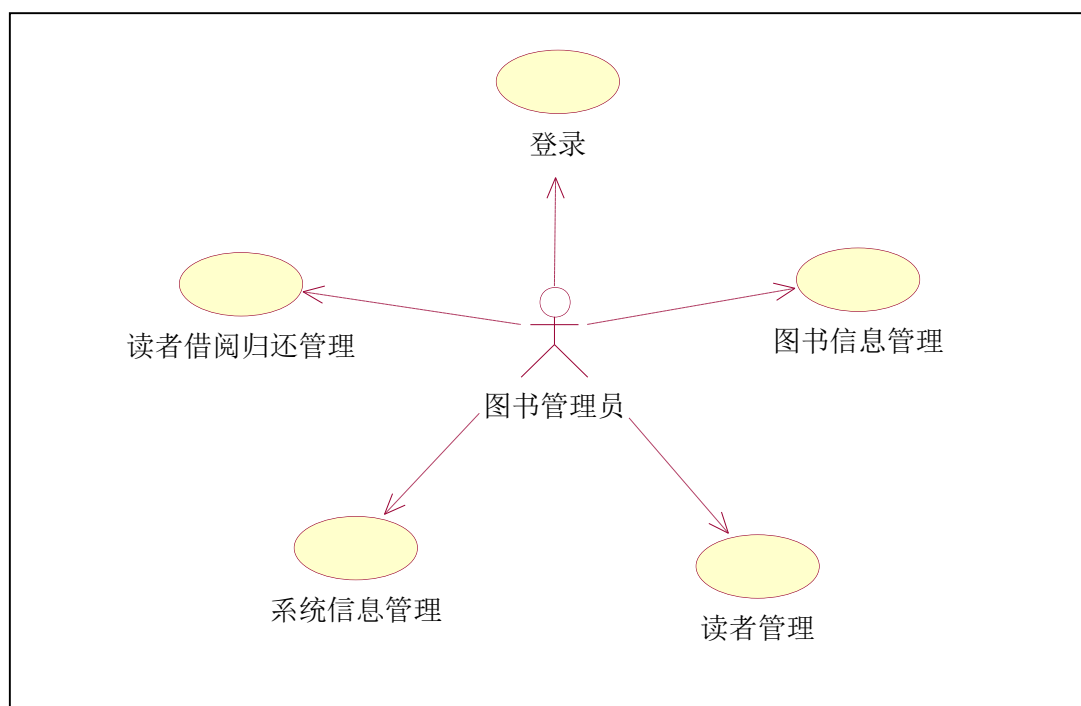 登录
读者借阅归还管理
图书信息管理
图书管理员
系统信息管理
读者管理